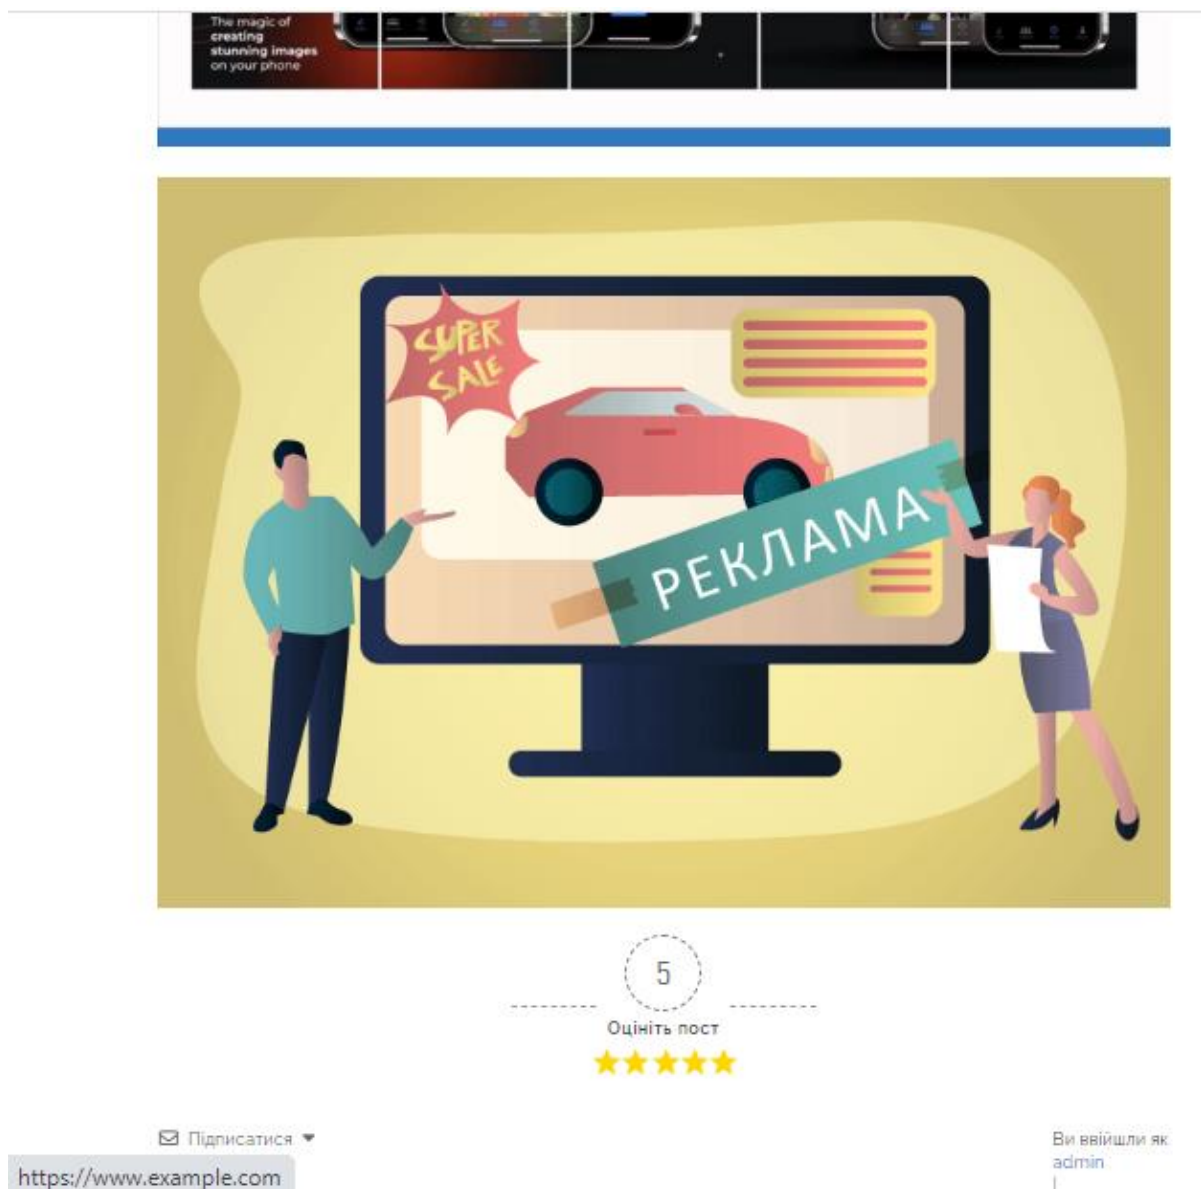 The magic of
creating
stunning images
on your phone
SUPER
SALE
РЕКЛАМА
5
Оцініть пост
Підписатися
Ви ввійшли як
admin
|
https://www.example.com